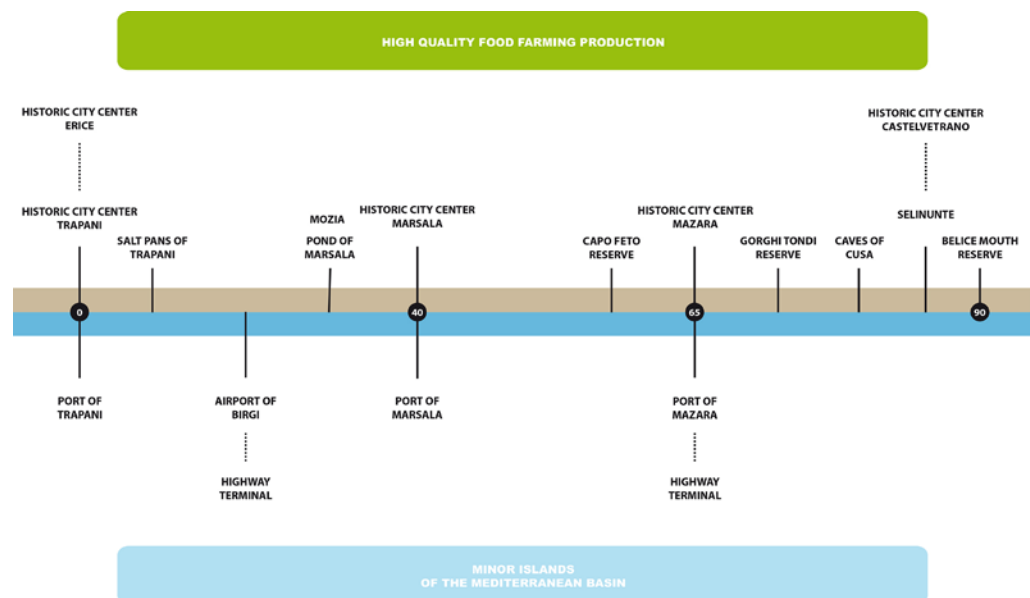 HIGH QUALITY FOOD FARMING PRODUCTION
HISTORIC CITY CENTER
ERICE
HISTORIC CITY CENTER
CASTELVETRANO
HISTORIC CITY CENTER
TRAPANI
SALT PANS OF
TRAPANI
MOZIA
POND OF
MARSALA
HISTORIC CITY CENTER
MARSALA
CAPO FETO
RESERVE
HISTORIC CITY CENTER
MAZARA
GORGHI TONDI
RESERVE
CAVES OF
CUSA
SELINUNTE
BELICE MOUTH
RESERVE
0
40
65
90
PORT OF
TRAPANI
AIRPORT OF
BIRGI
PORT OF
MARSALA
PORT OF
MAZARA
HIGHWAY
TERMINAL
HIGHWAY
TERMINAL
MINOR ISLANDS
OF THE MEDITERRANEAN BASIN